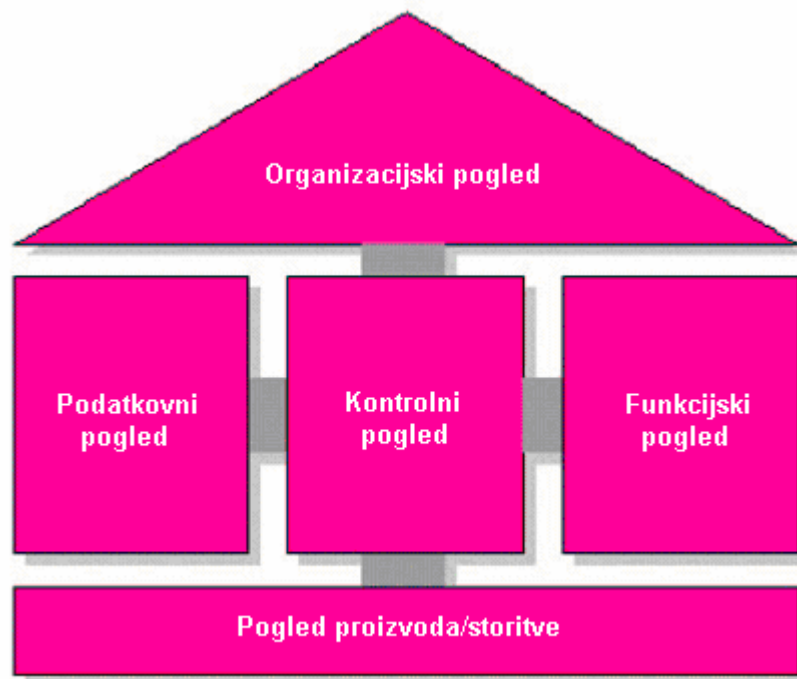 Organizacijski pogled
Podatkovni
pogled
Kontrolni
pogled
Funkcijski
pogled
Pogled proizvoda/storitve